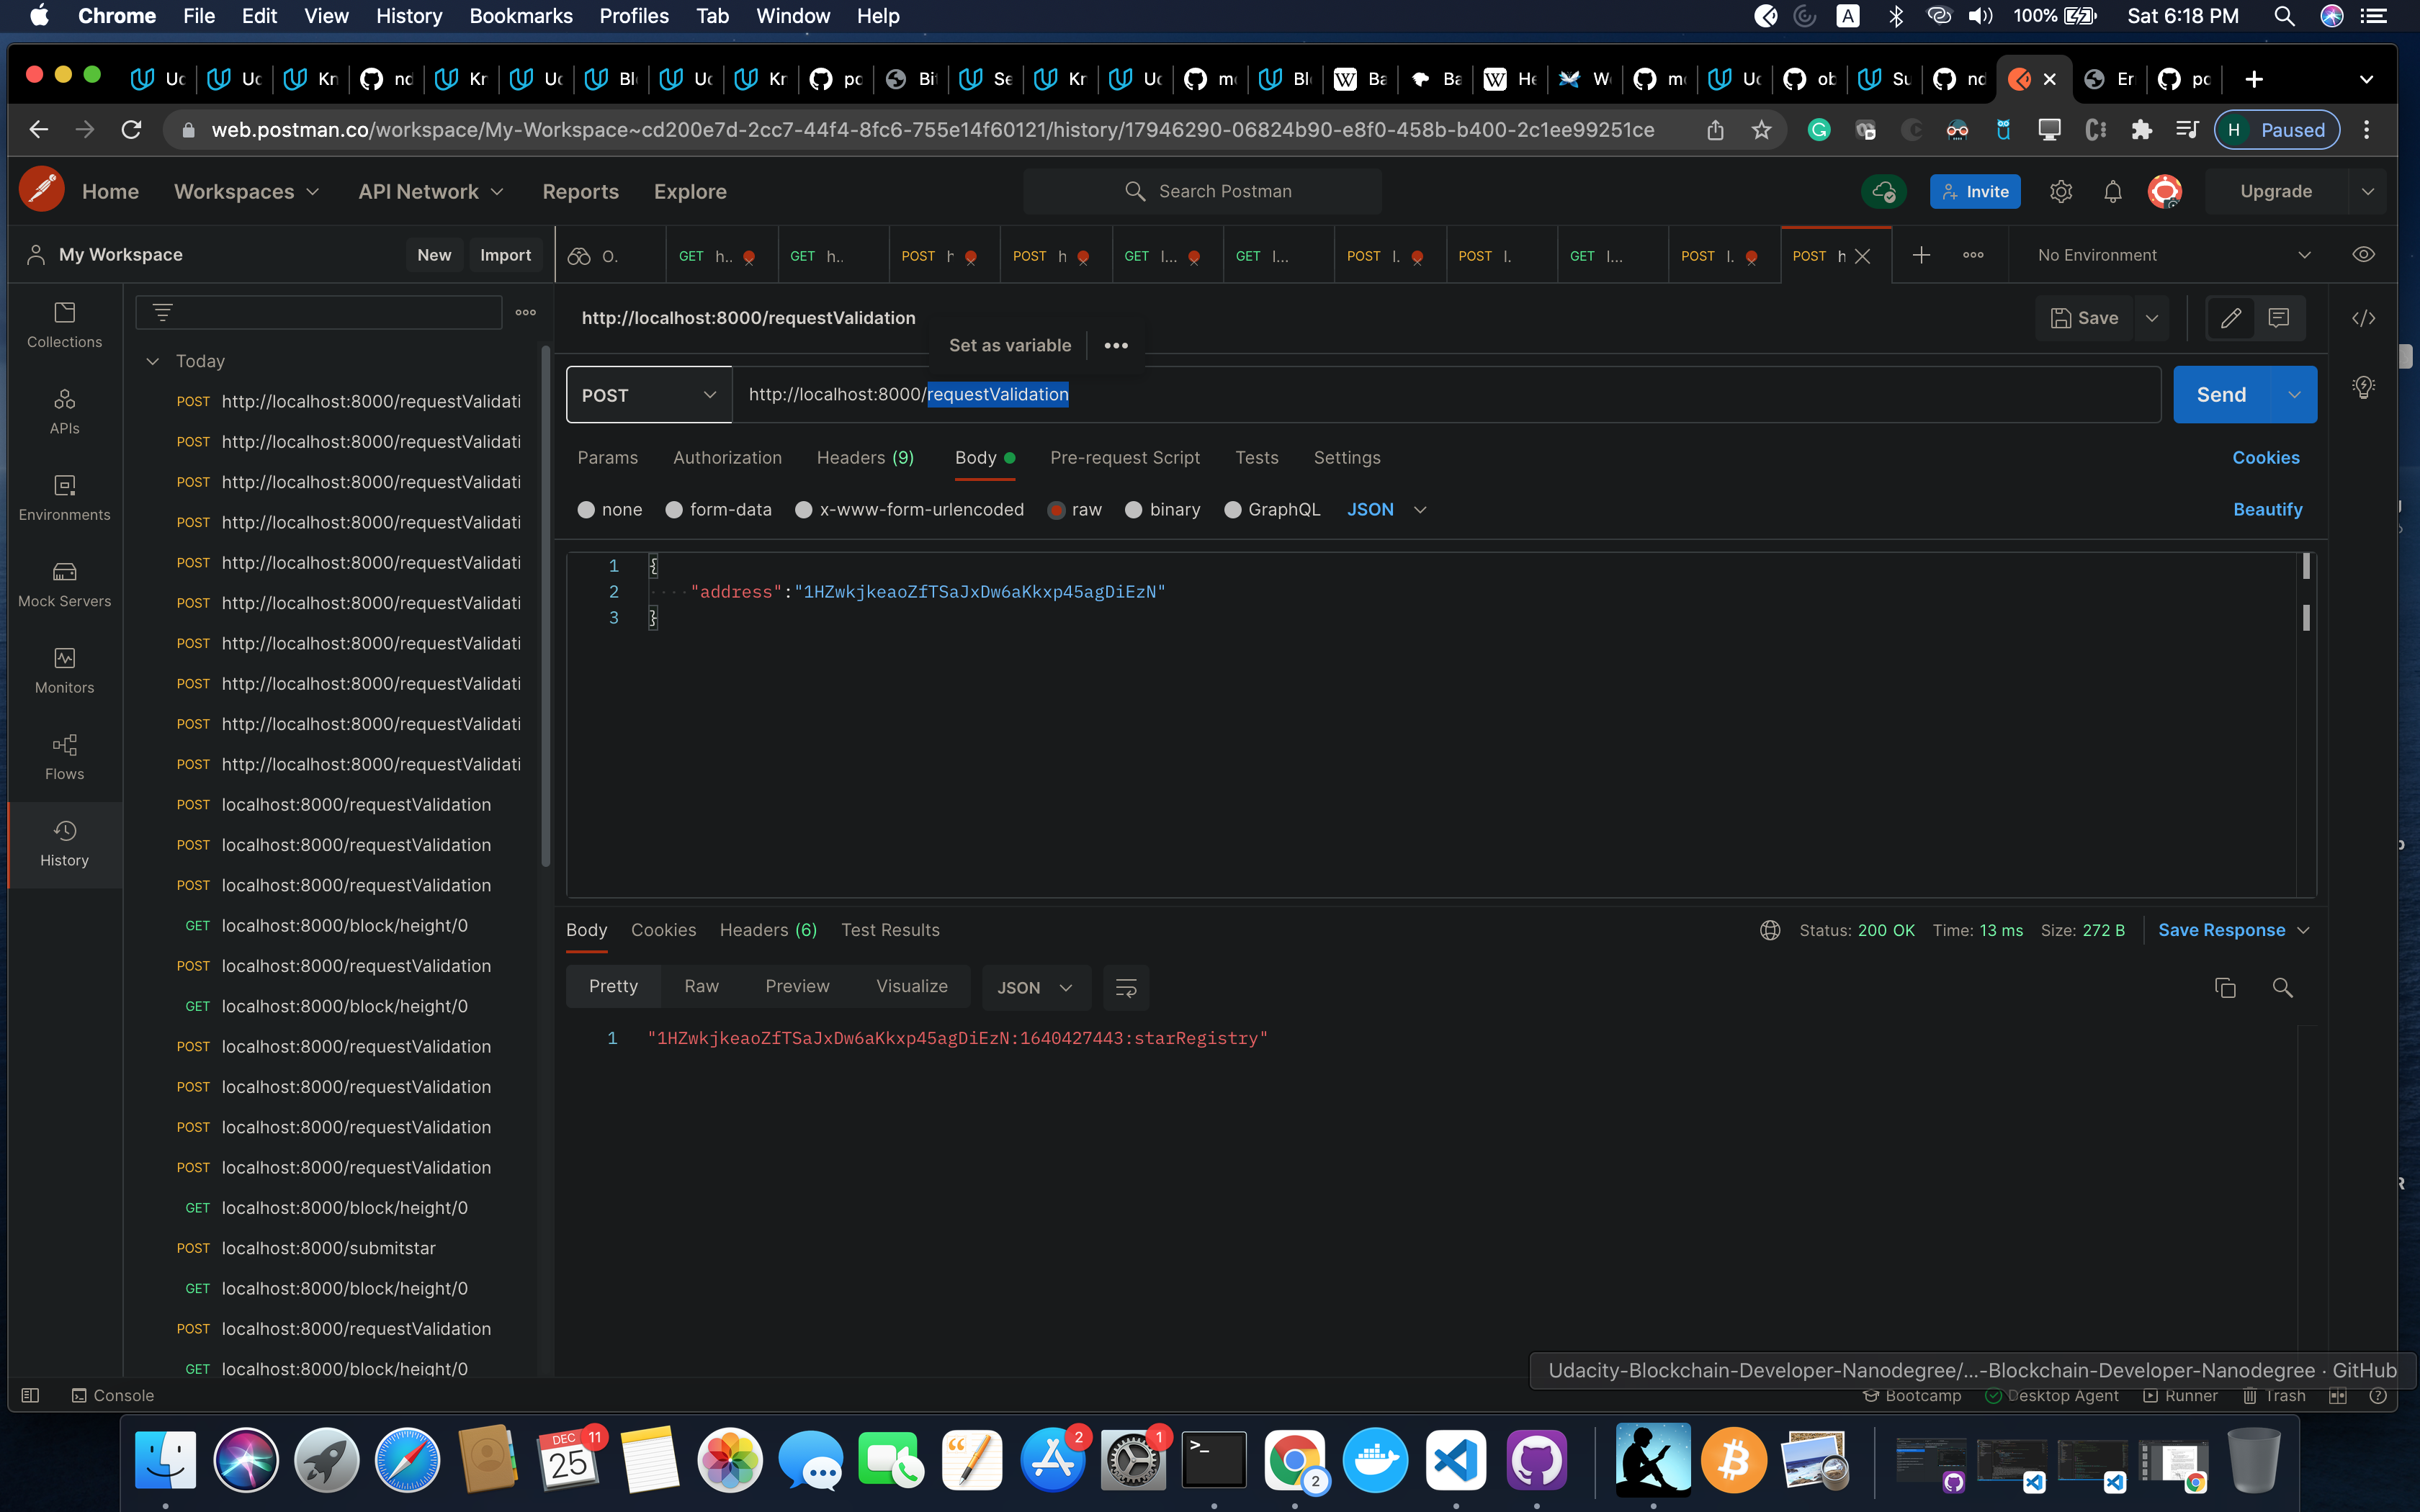 Chrome File Edit View History Bookmarks Profiles Tab Window Help A 100% Sat 6:18 PM
Uc Uc Kr nd Kr Uc Bl Uc Kr pc Bi Se Kr Uc me Bl W Ba Ba W He W me Uc ob Su nd Er pc
web.postman.co/workspace/My-Workspace~cd200e7d-2cc7-44f4-8fc6-755e14f60121/history/17946290-06824b90-e8f0-458b-b400-2c1ee99251ce H Paused
Home Workspaces API Network Reports Explore Search Postman Invite Upgrade
My Workspace New Import O. GET h.. GET h.. POST h POST h GET l... GET l... POST l. POST l. GET l... POST l. POST h No Environment
Collections
APIs
Environments
Mock Servers
Monitors
Flows
History
Today
POST http://localhost:8000/requestValidati
POST http://localhost:8000/requestValidati
POST http://localhost:8000/requestValidati
POST http://localhost:8000/requestValidati
POST http://localhost:8000/requestValidati
POST http://localhost:8000/requestValidati
POST http://localhost:8000/requestValidati
POST http://localhost:8000/requestValidati
POST http://localhost:8000/requestValidati
POST http://localhost:8000/requestValidati
POST localhost:8000/requestValidation
POST localhost:8000/requestValidation
POST localhost:8000/requestValidation
GET localhost:8000/block/height/0
POST localhost:8000/requestValidation
GET localhost:8000/block/height/0
POST localhost:8000/requestValidation
POST localhost:8000/requestValidation
POST localhost:8000/requestValidation
POST localhost:8000/requestValidation
GET localhost:8000/block/height/0
POST localhost:8000/submitstar
GET localhost:8000/block/height/0
POST localhost:8000/requestValidation
GET localhost:8000/block/height/0
http://localhost:8000/requestValidation Save
Set as variable
POST http://localhost:8000/requestValidation Send
Params Authorization Headers (9) Body Pre-request Script Tests Settings Cookies
none form-data x-www-form-urlencoded raw binary GraphQL JSON Beautify
1 {
2 "address":"1HZwkjkeaoZfTSaJxDw6aKkxp45agDiEzN"
3 }
Body Cookies Headers (6) Test Results Status: 200 OK Time: 13 ms Size: 272 B Save Response
Pretty Raw Preview Visualize JSON
1 "1HZwkjkeaoZfTSaJxDw6aKkxp45agDiEzN:1640427443:starRegistry"
Udacity-Blockchain-Developer-Nanodegree/...-Blockchain-Developer-Nanodegree · GitHub
Console Bootcamp Desktop Agent Runner Trash
DEC 25 11 2 1 2